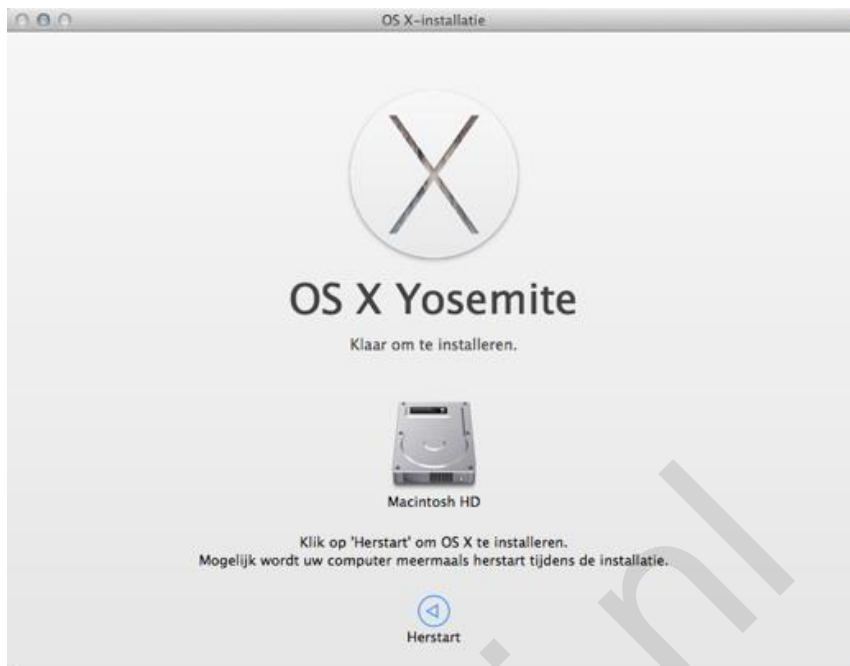 OS X-installatie
OS X Yosemite
Klaar om te installeren.
Macintosh HD
Klik op 'Herstart' om OS X te installeren.
Mogelijk wordt uw computer meermaals herstart tijdens de installatie.
Herstart